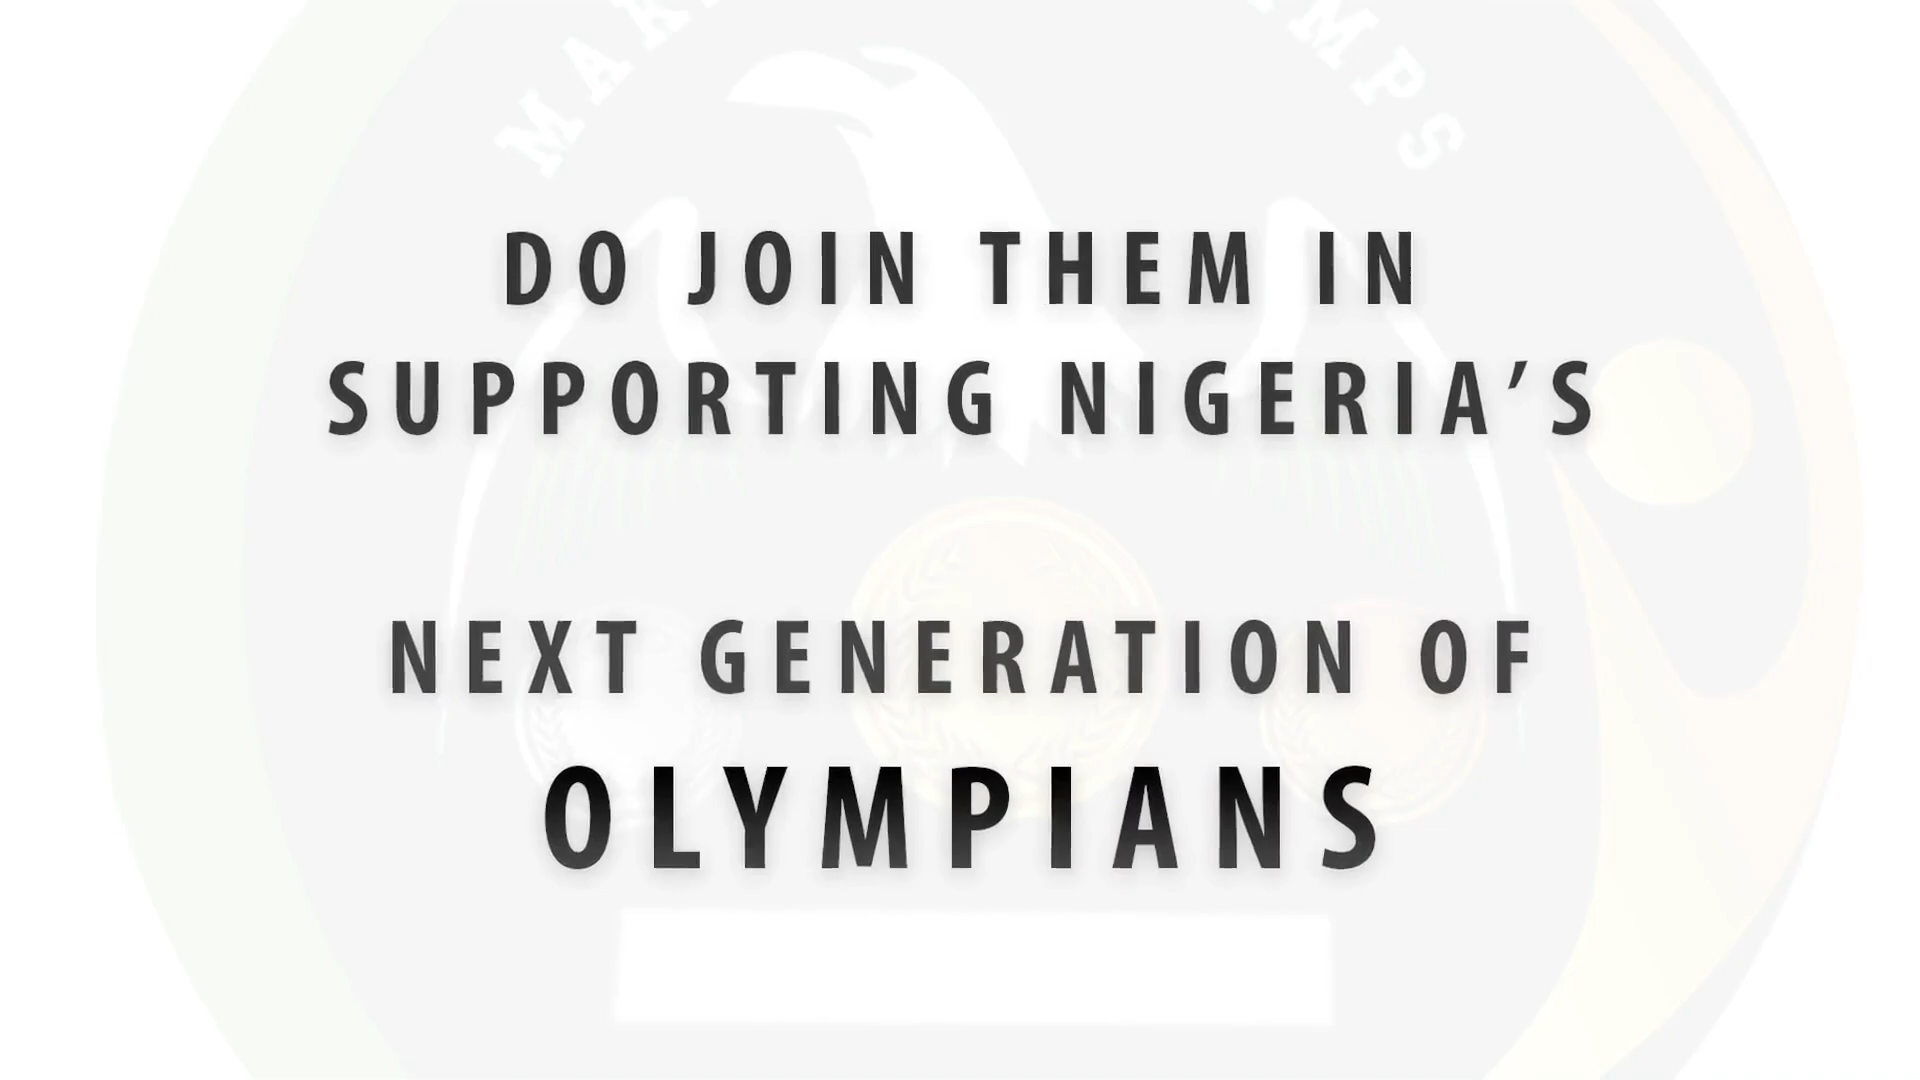 DO JOIN THEM IN
SUPPORTING NIGERIA’S
NEXT GENERATION OF
OLYMPIANS